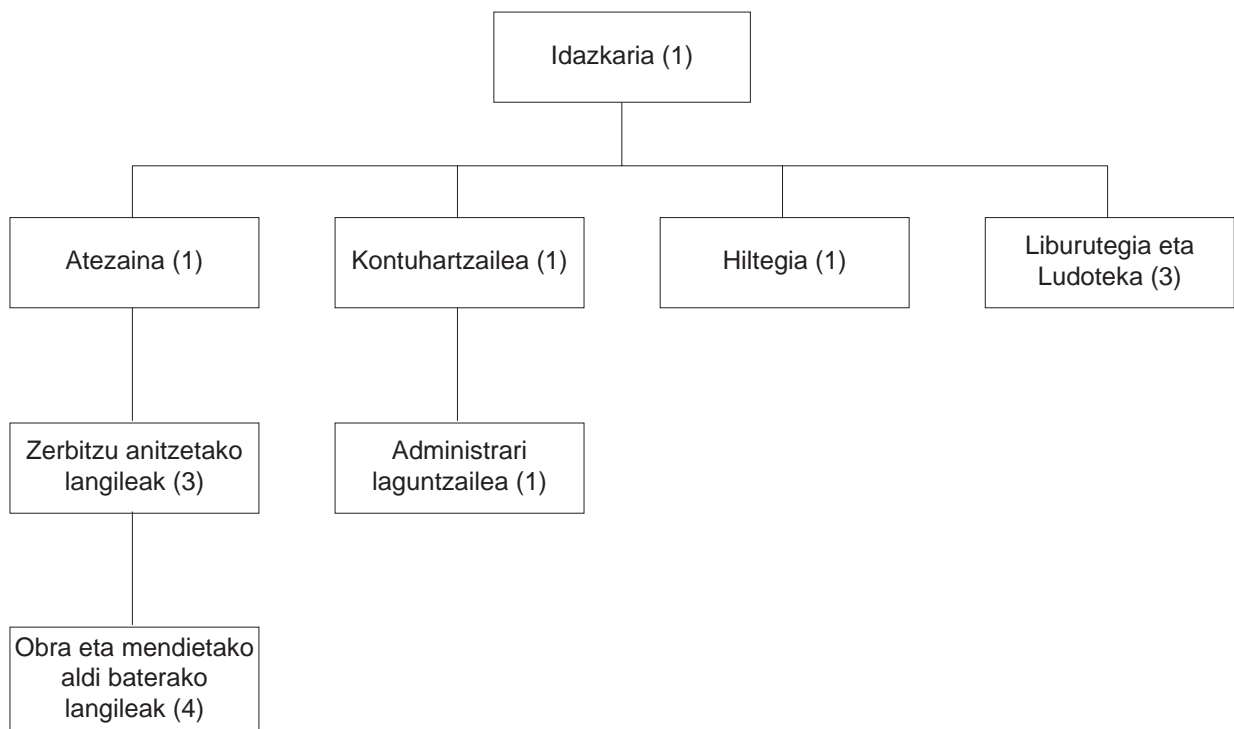 Idazkaria (1)
Atezaina (1)
Kontuhartzailea (1)
Hiltegia (1)
Liburutegia eta
Ludoteka (3)
Zerbitzu anitzetako
langileak (3)
Administrari
laguntzailea (1)
Obra eta mendietako
aldi baterako
langileak (4)